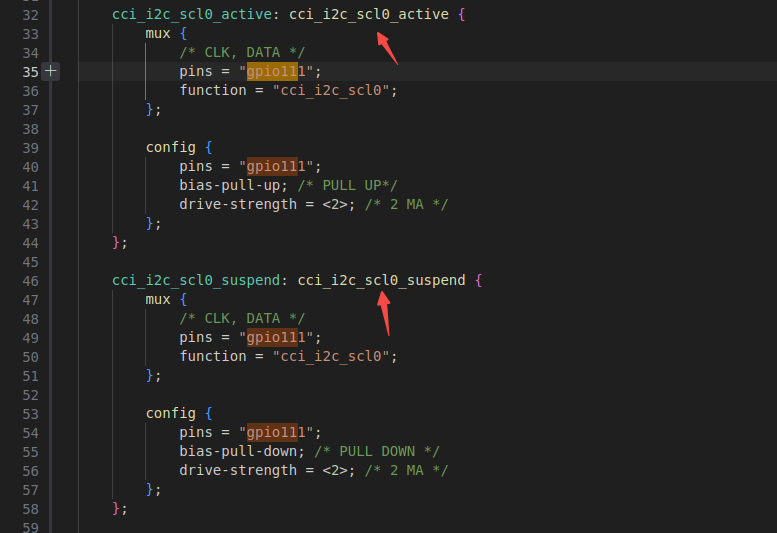 32 cci_i2c_scl0_active: cci_i2c_scl0_active {
33 mux {
34 /* CLK, DATA */
35 + pins = "gpio111";
36 function = "cci_i2c_scl0";
37 };
38
39 config {
40 pins = "gpio111";
41 bias-pull-up; /* PULL UP*/
42 drive-strength = <2>; /* 2 MA */
43 };
44 };
45
46 cci_i2c_scl0_suspend: cci_i2c_scl0_suspend {
47 mux {
48 /* CLK, DATA */
49 pins = "gpio111";
50 function = "cci_i2c_scl0";
51 };
52
53 config {
54 pins = "gpio111";
55 bias-pull-down; /* PULL DOWN */
56 drive-strength = <2>; /* 2 MA */
57 };
58 };
59